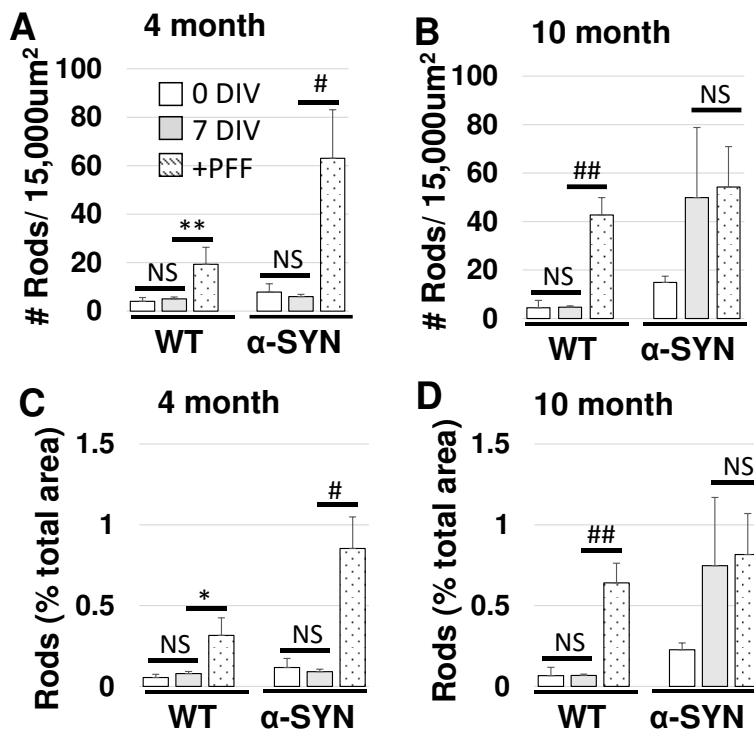 A 4 month
# Rods/ 15,000um²
100
80
60
40
20
0
0 DIV
7 DIV
+PFF
NS
**
NS
#
WT
α-SYN
B 10 month
# Rods/ 15,000um²
100
80
60
40
20
0
NS
##
NS
WT
α-SYN
C 4 month
Rods (% total area)
1.5
1
0.5
0
NS
*
NS
#
WT
α-SYN
D 10 month
Rods (% total area)
1.5
1
0.5
0
NS
##
NS
WT
α-SYN